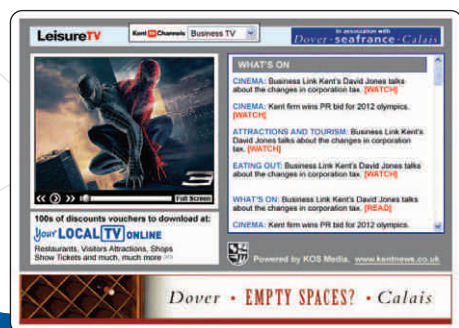 LeisureTV
Kent TV Channels: Business TV
In association with
Dover · seafrance · Calais
WHAT'S ON
CINEMA: Business Link Kent's David Jones talks
about the changes in corporation tax. [WATCH]
CINEMA: Kent firm wins PR bid for 2012 olympics.
[WATCH]
ATTRACTIONS AND TOURISM: Business Link Kent's
David Jones talks about the changes in corporation
tax. [WATCH]
EATING OUT: Business Link Kent's David Jones talks
about the changes in corporation tax. [WATCH]
WHAT'S ON: Business Link Kent's David Jones talks
about the changes in corporation tax. [READ]
CINEMA: Kent firm wins PR bid for 2012 olympics.
3
Full Screen
100s of discounts vouchers to download at:
Your LOCAL TV ONLINE
Restaurants, Visitors Attractions, Shops
Show Tickets and much, much more >>
Powered by KOS Media. www.kentnews.co.uk
Dover · EMPTY SPACES? · Calais